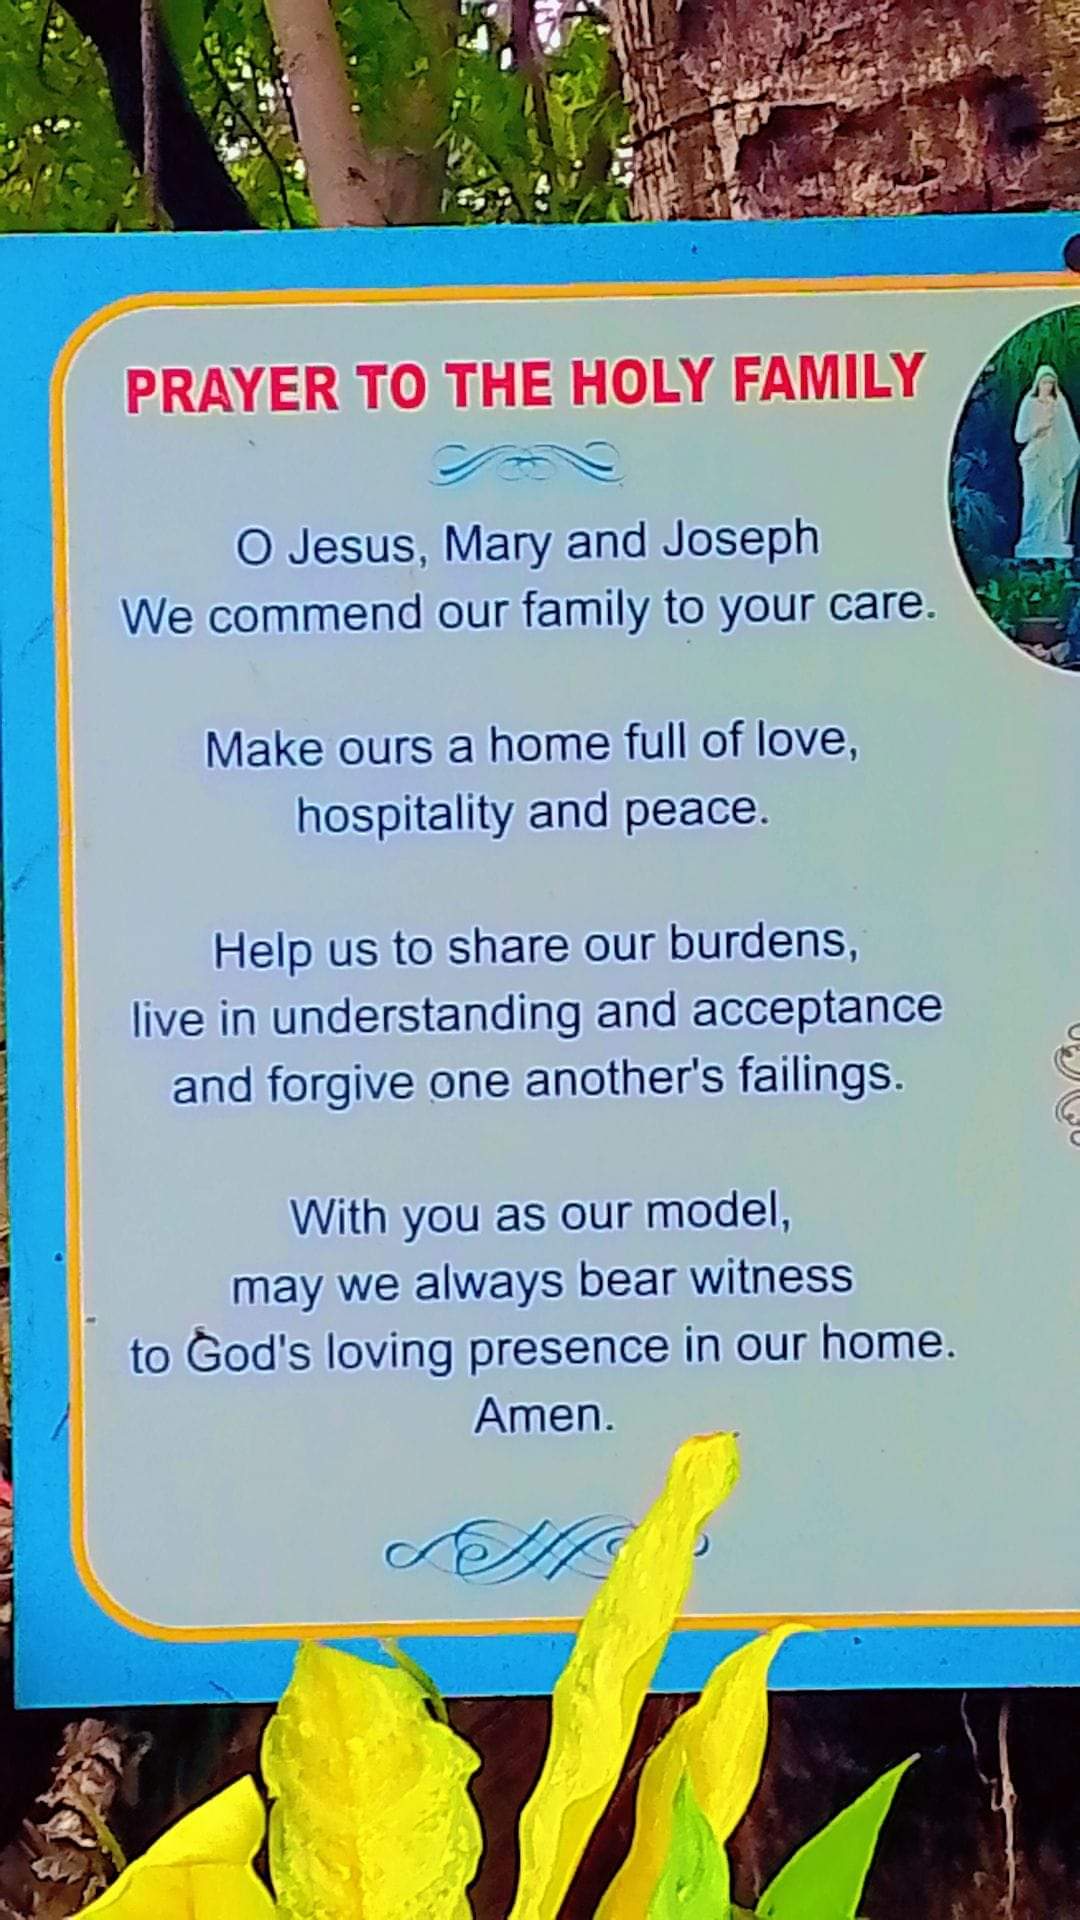 PRAYER TO THE HOLY FAMILY
O Jesus, Mary and Joseph
We commend our family to your care.
Make ours a home full of love,
hospitality and peace.
Help us to share our burdens,
live in understanding and acceptance
and forgive one another's failings.
With you as our model,
may we always bear witness
to God's loving presence in our home.
Amen.